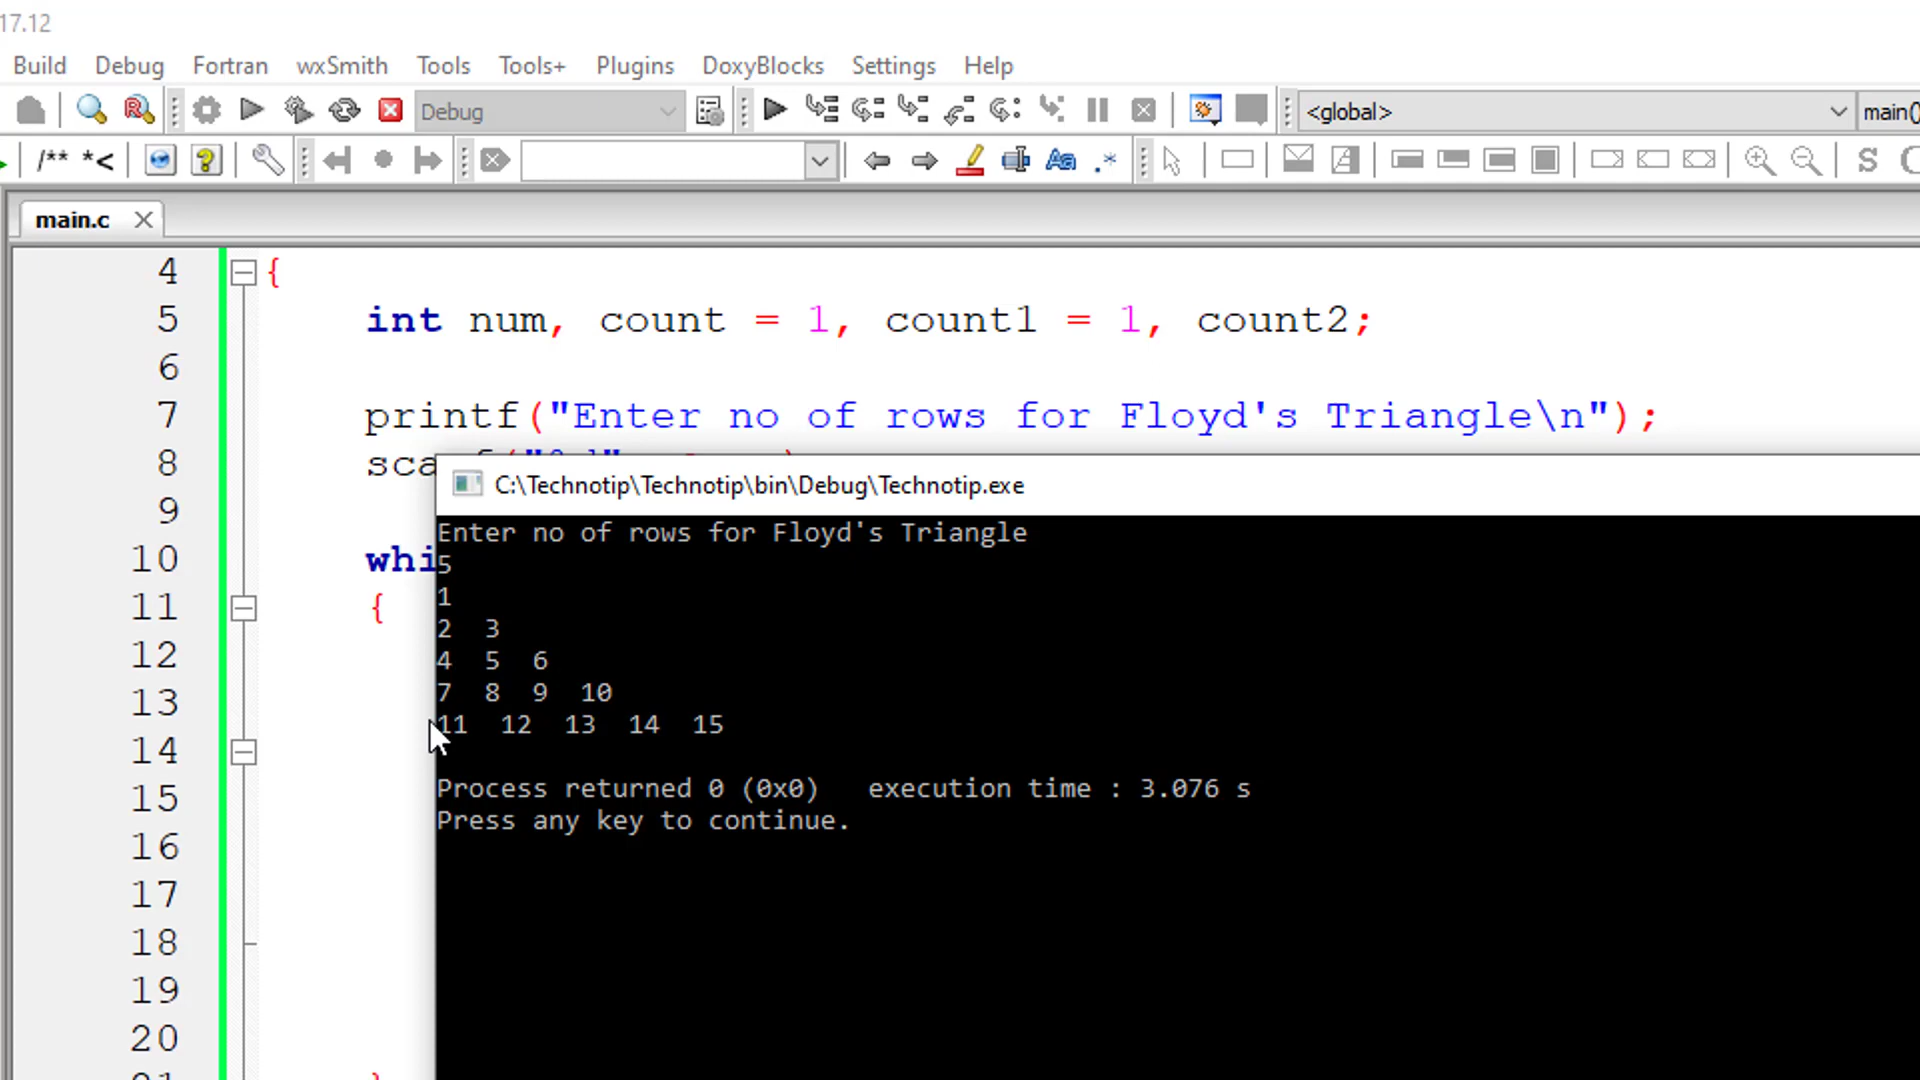 17.12
Build Debug Fortran wxSmith Tools Tools+ Plugins DoxyBlocks Settings Help
Debug <global> main()
/** *< Aa .* S
main.c
4 {
5 int num, count = 1, count1 = 1, count2;
6
7 printf("Enter no of rows for Floyd's Triangle\n");
8
C:\Technotip\Technotip\bin\Debug\Technotip.exe
9
Enter no of rows for Floyd's Triangle
10
5
1
11 {
2 3
12
4 5 6
13
7 8 9 10
11 12 13 14 15
14
15
Process returned 0 (0x0) execution time : 3.076 s
Press any key to continue.
16
17
18
19
20